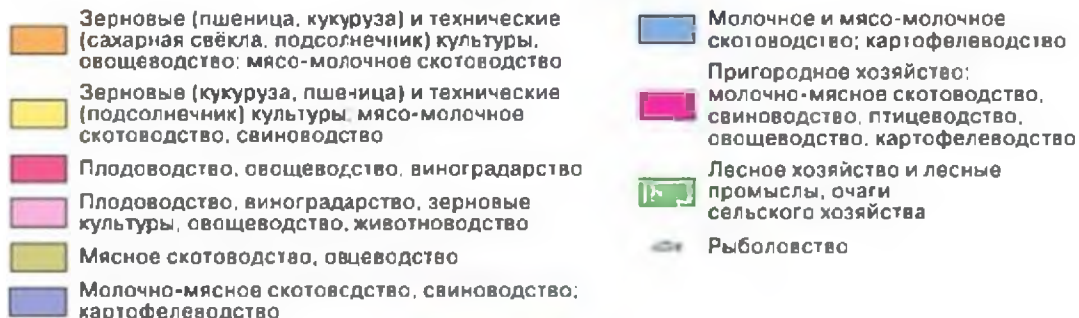 Зерновые (пшеница, кукуруза) и технические
(сахарная свёкла, подсолнечник) культуры,
овощеводство; мясо-молочное скотоводство
Зерновые (кукуруза, пшеница) и технические
(подсолнечник) культуры, мясо-молочное
скотоводство, свиноводство
Плодоводство, овощеводство, виноградарство
Плодоводство, виноградарство, зерновые
культуры, овощеводство, животноводство
Мясное скотоводство, овцеводство
Молочно-мясное скотоводство, свиноводство;
картофелеводство
Молочное и мясо-молочное
скотоводство; картофелеводство
Пригородное хозяйство:
молочно-мясное скотоводство,
свиноводство, птицеводство,
овощеводство, картофелеводство
Лесное хозяйство и лесные
промыслы, очаги
сельского хозяйства
Рыболовство